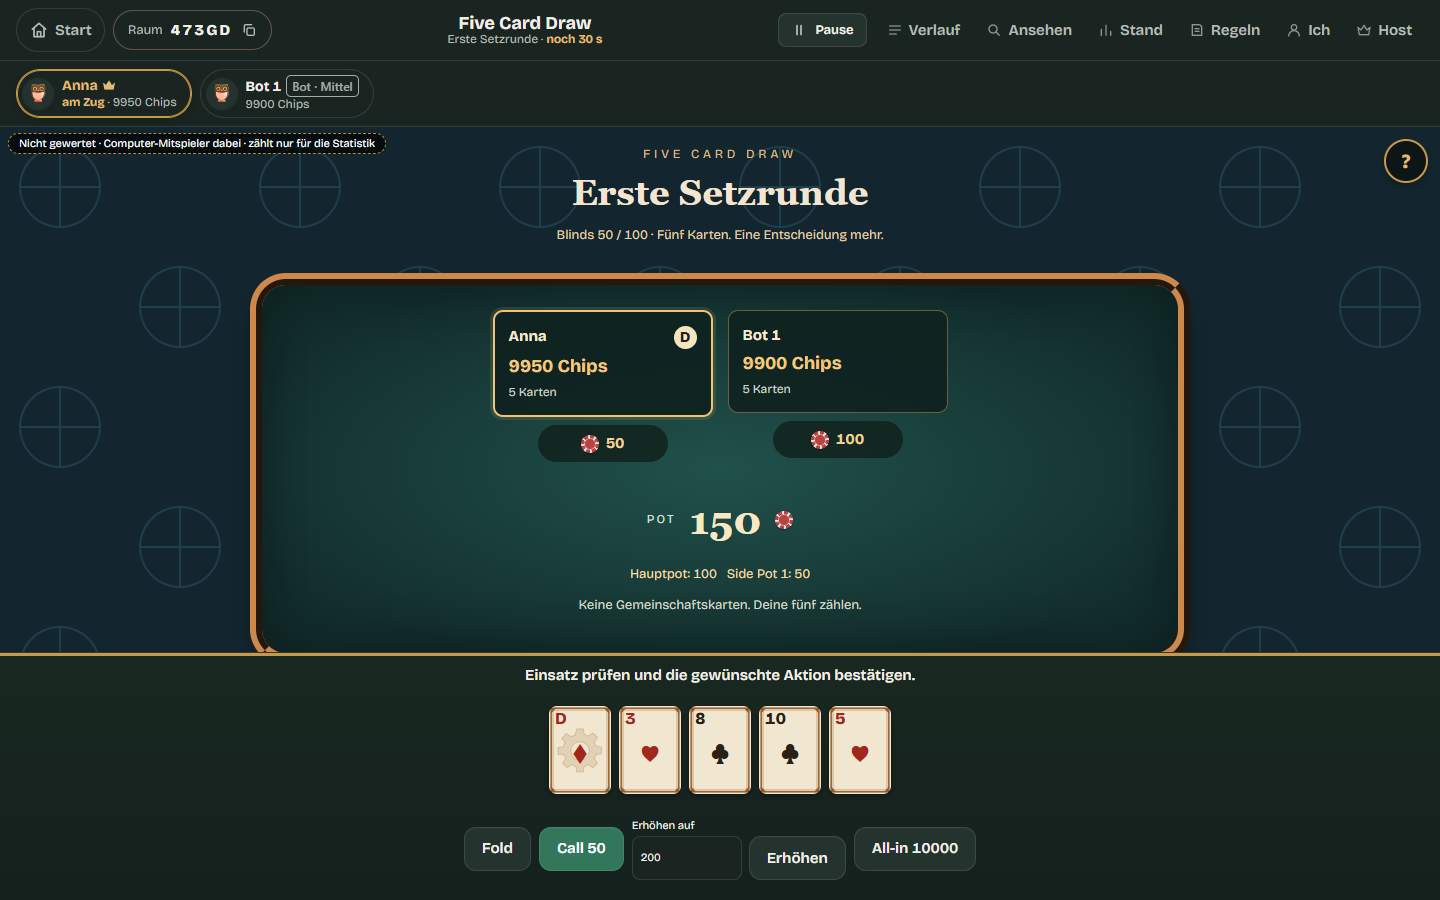 Start
Raum 473GD
Five Card Draw
Erste Setzrunde · noch 30 s
Pause
Verlauf
Ansehen
Stand
Regeln
Ich
Host
Anna
am Zug · 9950 Chips
Bot 1 Bot · Mittel
9900 Chips
Nicht gewertet · Computer-Mitspieler dabei · zählt nur für die Statistik
?
FIVE CARD DRAW
Erste Setzrunde
Blinds 50 / 100 · Fünf Karten. Eine Entscheidung mehr.
Anna D
9950 Chips
5 Karten
50
Bot 1
9900 Chips
5 Karten
100
POT 150
Hauptpot: 100 Side Pot 1: 50
Keine Gemeinschaftskarten. Deine fünf zählen.
Einsatz prüfen und die gewünschte Aktion bestätigen.
D 3 8 10 5
Fold
Call 50
Erhöhen auf
200
Erhöhen
All-in 10000